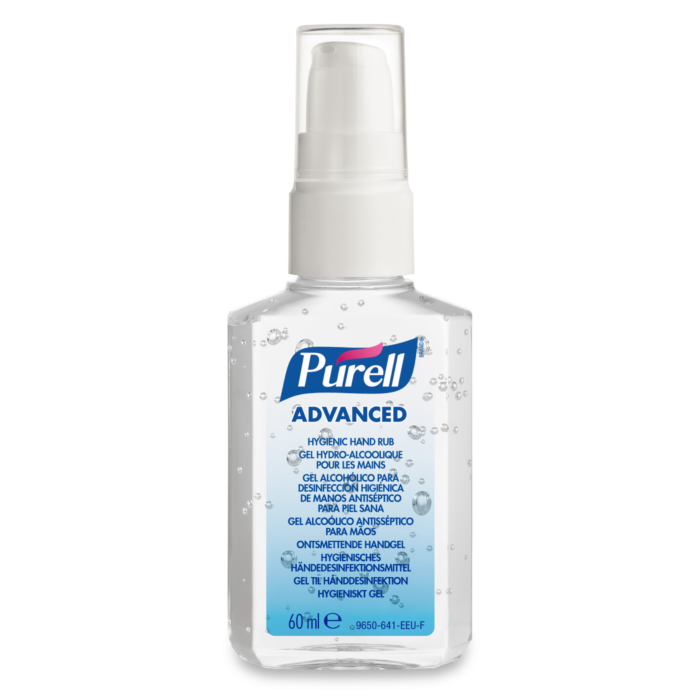 Purell
ADVANCED
HYGIENIC HAND RUB
GEL HYDRO-ALCOOLIQUE
POUR LES MAINS
GEL ALCOHÓLICO PARA
DESINFECCIÓN HIGIÉNICA
DE MANOS ANTISÉPTICO
PARA PIEL SANA
GEL ALCOÓLICO ANTISSÉPTICO
PARA MÃOS
ONTSMETTENDE HANDGEL
HYGIENISCHES
HÄNDEDESINFEKTIONSMITTEL
GEL TIL HÅNDDESINFEKTION
HYGIENISKT GEL
60 ml ℮ 9650-641-EEU-F